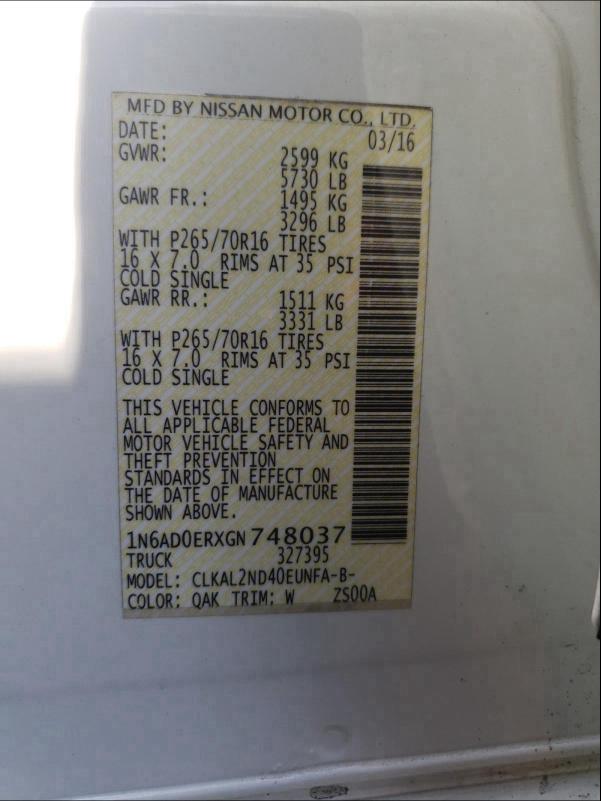 MFD BY NISSAN MOTOR CO., LTD.
DATE: 03/16
GVWR: 2599 KG
5730 LB
GAWR FR.: 1495 KG
3296 LB
WITH P265/70R16 TIRES
16 X 7.0 RIMS AT 35 PSI
COLD SINGLE
GAWR RR.: 1511 KG
3331 LB
WITH P265/70R16 TIRES
16 X 7.0 RIMS AT 35 PSI
COLD SINGLE
THIS VEHICLE CONFORMS TO
ALL APPLICABLE FEDERAL
MOTOR VEHICLE SAFETY AND
THEFT PREVENTION
STANDARDS IN EFFECT ON
THE DATE OF MANUFACTURE
SHOWN ABOVE.
1N6AD0ERXGN748037
TRUCK 327395
MODEL: CLKAL2ND40EUNFA-B-
COLOR: QAK TRIM: W ZS00A